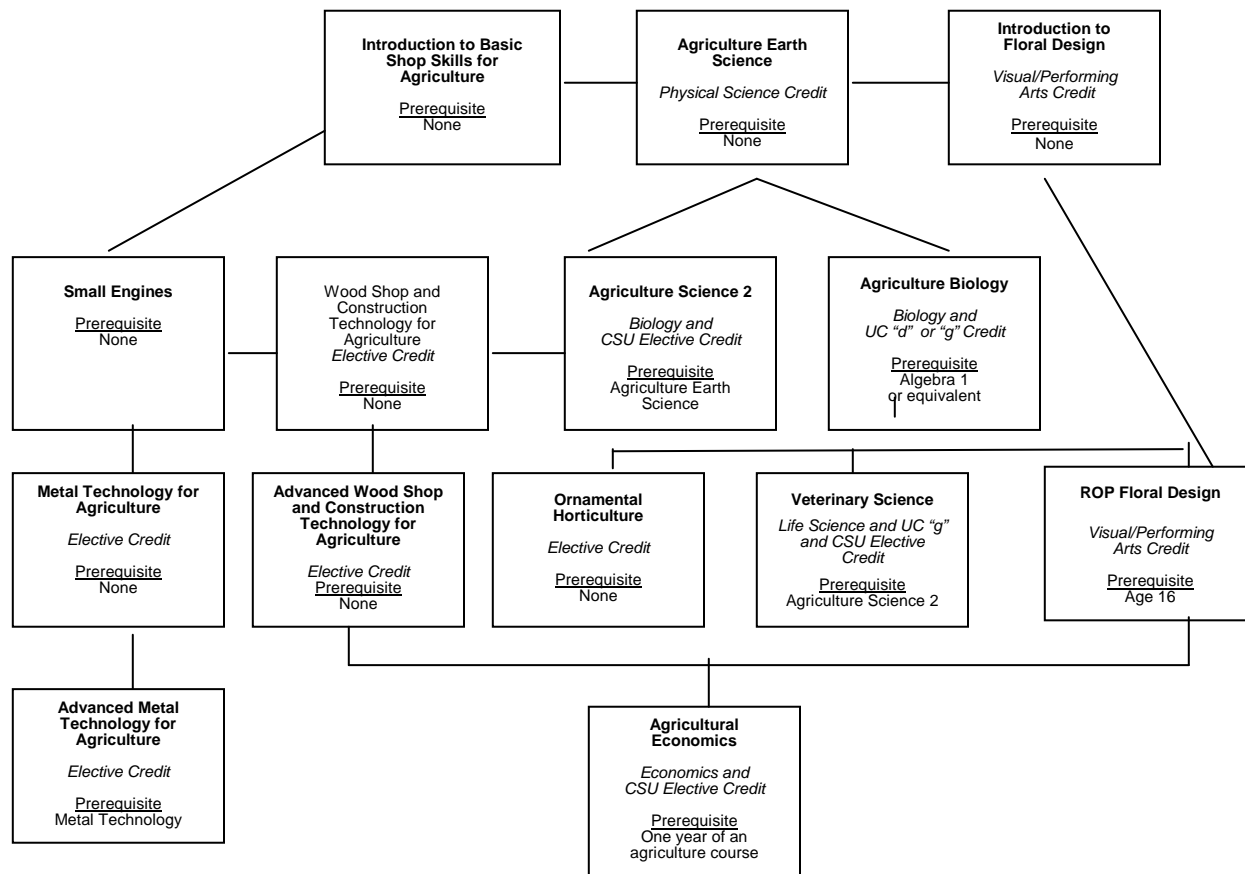 Introduction to Basic
Shop Skills for
Agriculture
Prerequisite
None
Agriculture Earth
Science
Physical Science Credit
Prerequisite
None
Introduction to
Floral Design
Visual/Performing
Arts Credit
Prerequisite
None
Small Engines
Prerequisite
None
Wood Shop and
Construction
Technology for
Agriculture
Elective Credit
Prerequisite
None
Agriculture Science 2
Biology and
CSU Elective Credit
Prerequisite
Agriculture Earth
Science
Agriculture Biology
Biology and
UC “d” or “g” Credit
Prerequisite
Algebra 1
or equivalent
Metal Technology for
Agriculture
Elective Credit
Prerequisite
None
Advanced Wood Shop
and Construction
Technology for
Agriculture
Elective Credit
Prerequisite
None
Ornamental
Horticulture
Elective Credit
Prerequisite
None
Veterinary Science
Life Science and UC “g”
and CSU Elective
Credit
Prerequisite
Agriculture Science 2
ROP Floral Design
Visual/Performing
Arts Credit
Prerequisite
Age 16
Advanced Metal
Technology for
Agriculture
Elective Credit
Prerequisite
Metal Technology
Agricultural
Economics
Economics and
CSU Elective Credit
Prerequisite
One year of an
agriculture course